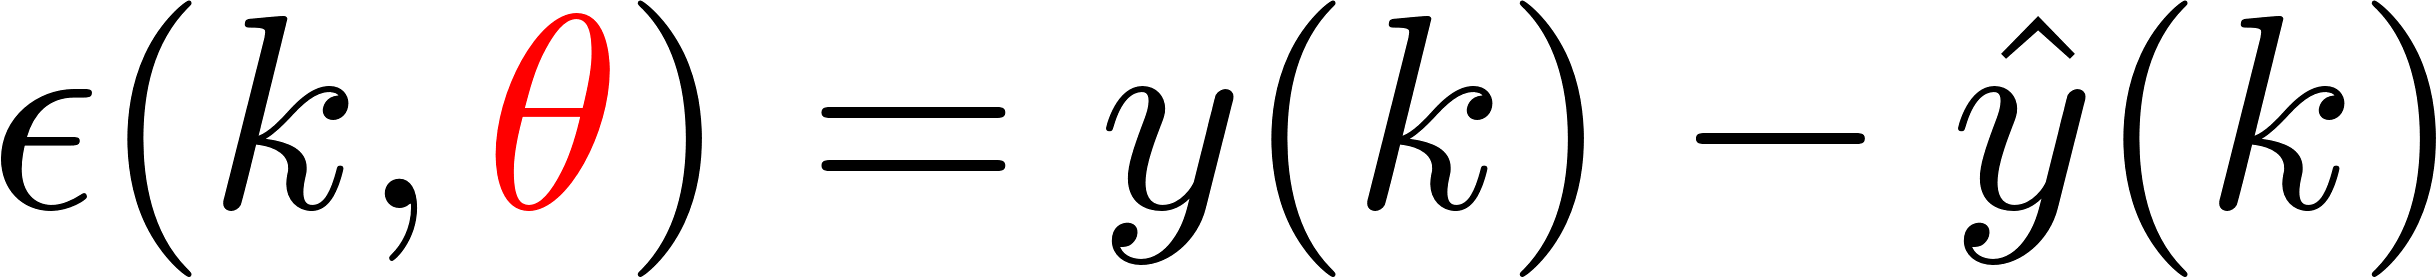 ϵ(k, θ) = y(k) − ŷ(k)